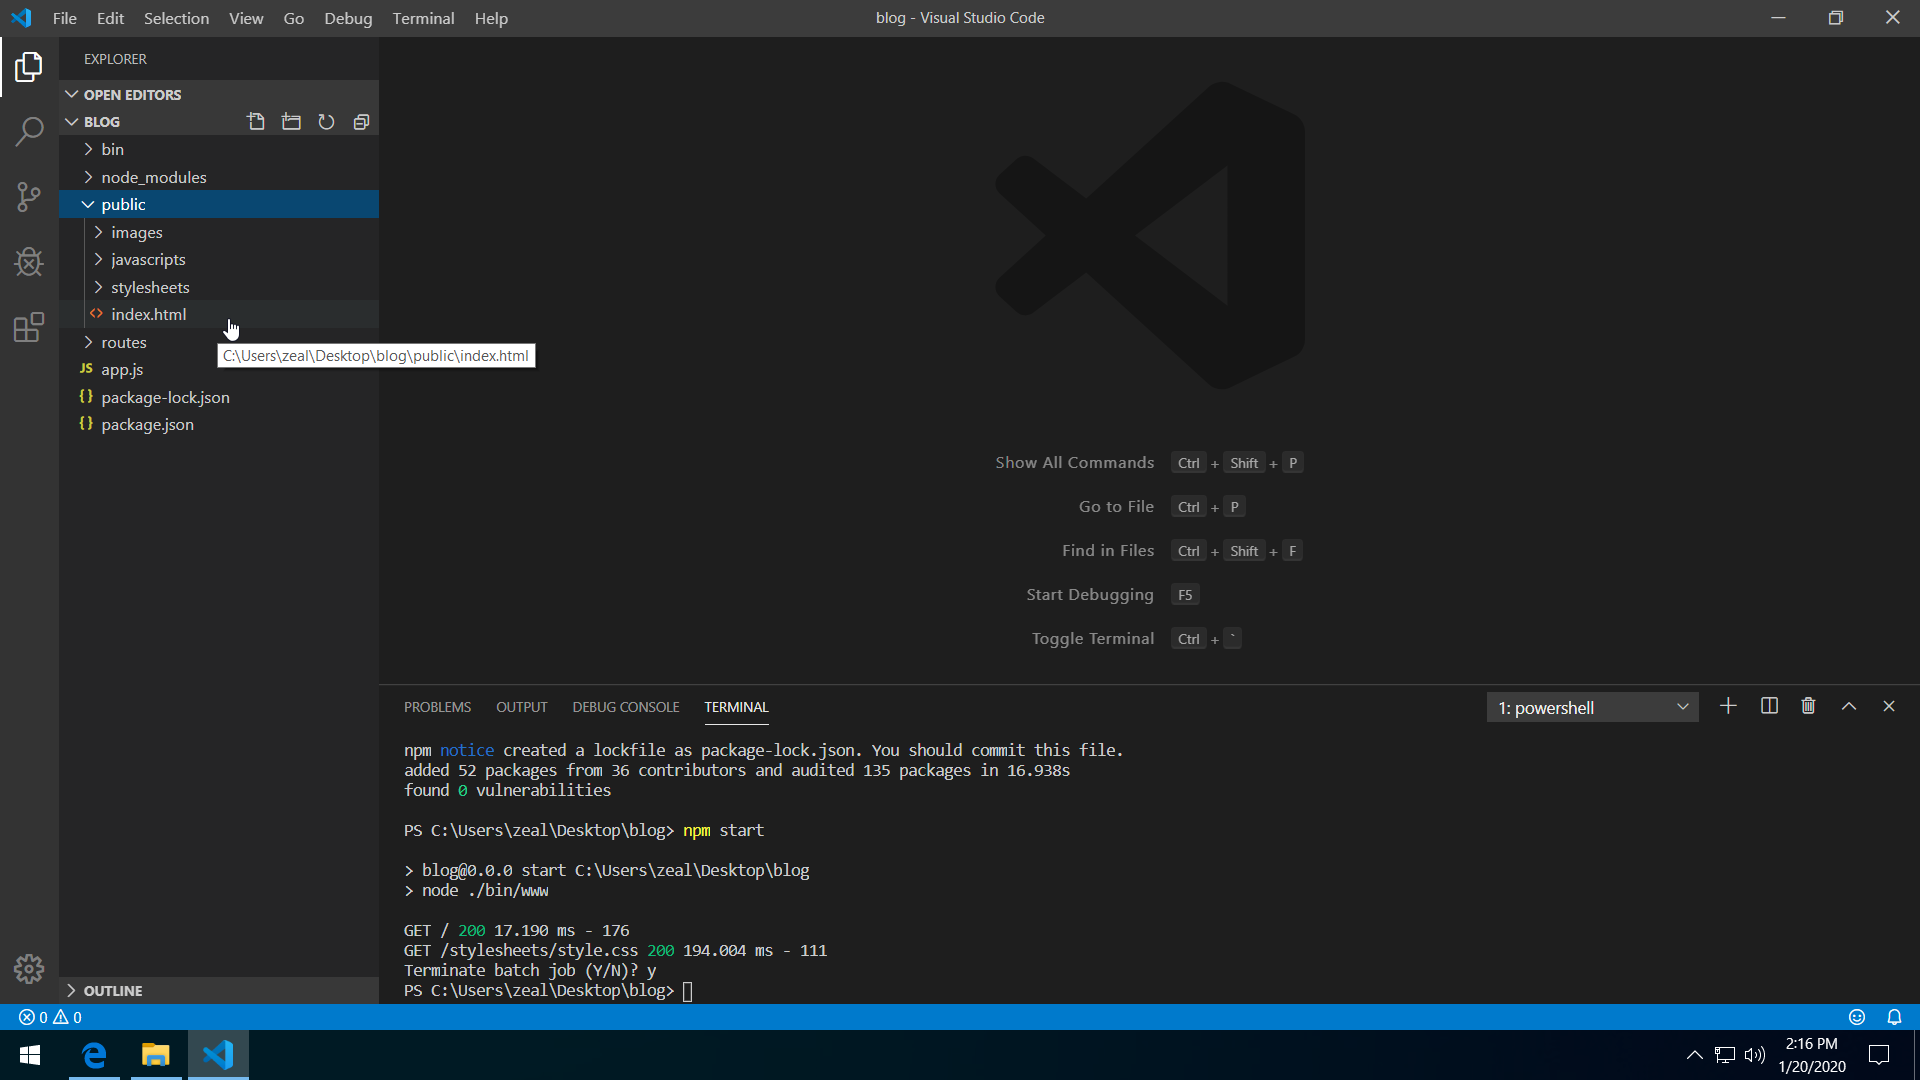 File Edit Selection View Go Debug Terminal Help
blog - Visual Studio Code
EXPLORER
OPEN EDITORS
BLOG
bin
node_modules
public
images
javascripts
stylesheets
index.html
routes
C:\Users\zeal\Desktop\blog\public\index.html
JS app.js
{} package-lock.json
{} package.json
OUTLINE
Show All Commands Ctrl + Shift + P
Go to File Ctrl + P
Find in Files Ctrl + Shift + F
Start Debugging F5
Toggle Terminal Ctrl + `
PROBLEMS OUTPUT DEBUG CONSOLE TERMINAL
1: powershell
npm notice created a lockfile as package-lock.json. You should commit this file.
added 52 packages from 36 contributors and audited 135 packages in 16.938s
found 0 vulnerabilities
PS C:\Users\zeal\Desktop\blog> npm start
> blog@0.0.0 start C:\Users\zeal\Desktop\blog
> node ./bin/www
GET / 200 17.190 ms - 176
GET /stylesheets/style.css 200 194.004 ms - 111
Terminate batch job (Y/N)? y
PS C:\Users\zeal\Desktop\blog>
0 0
2:16 PM
1/20/2020